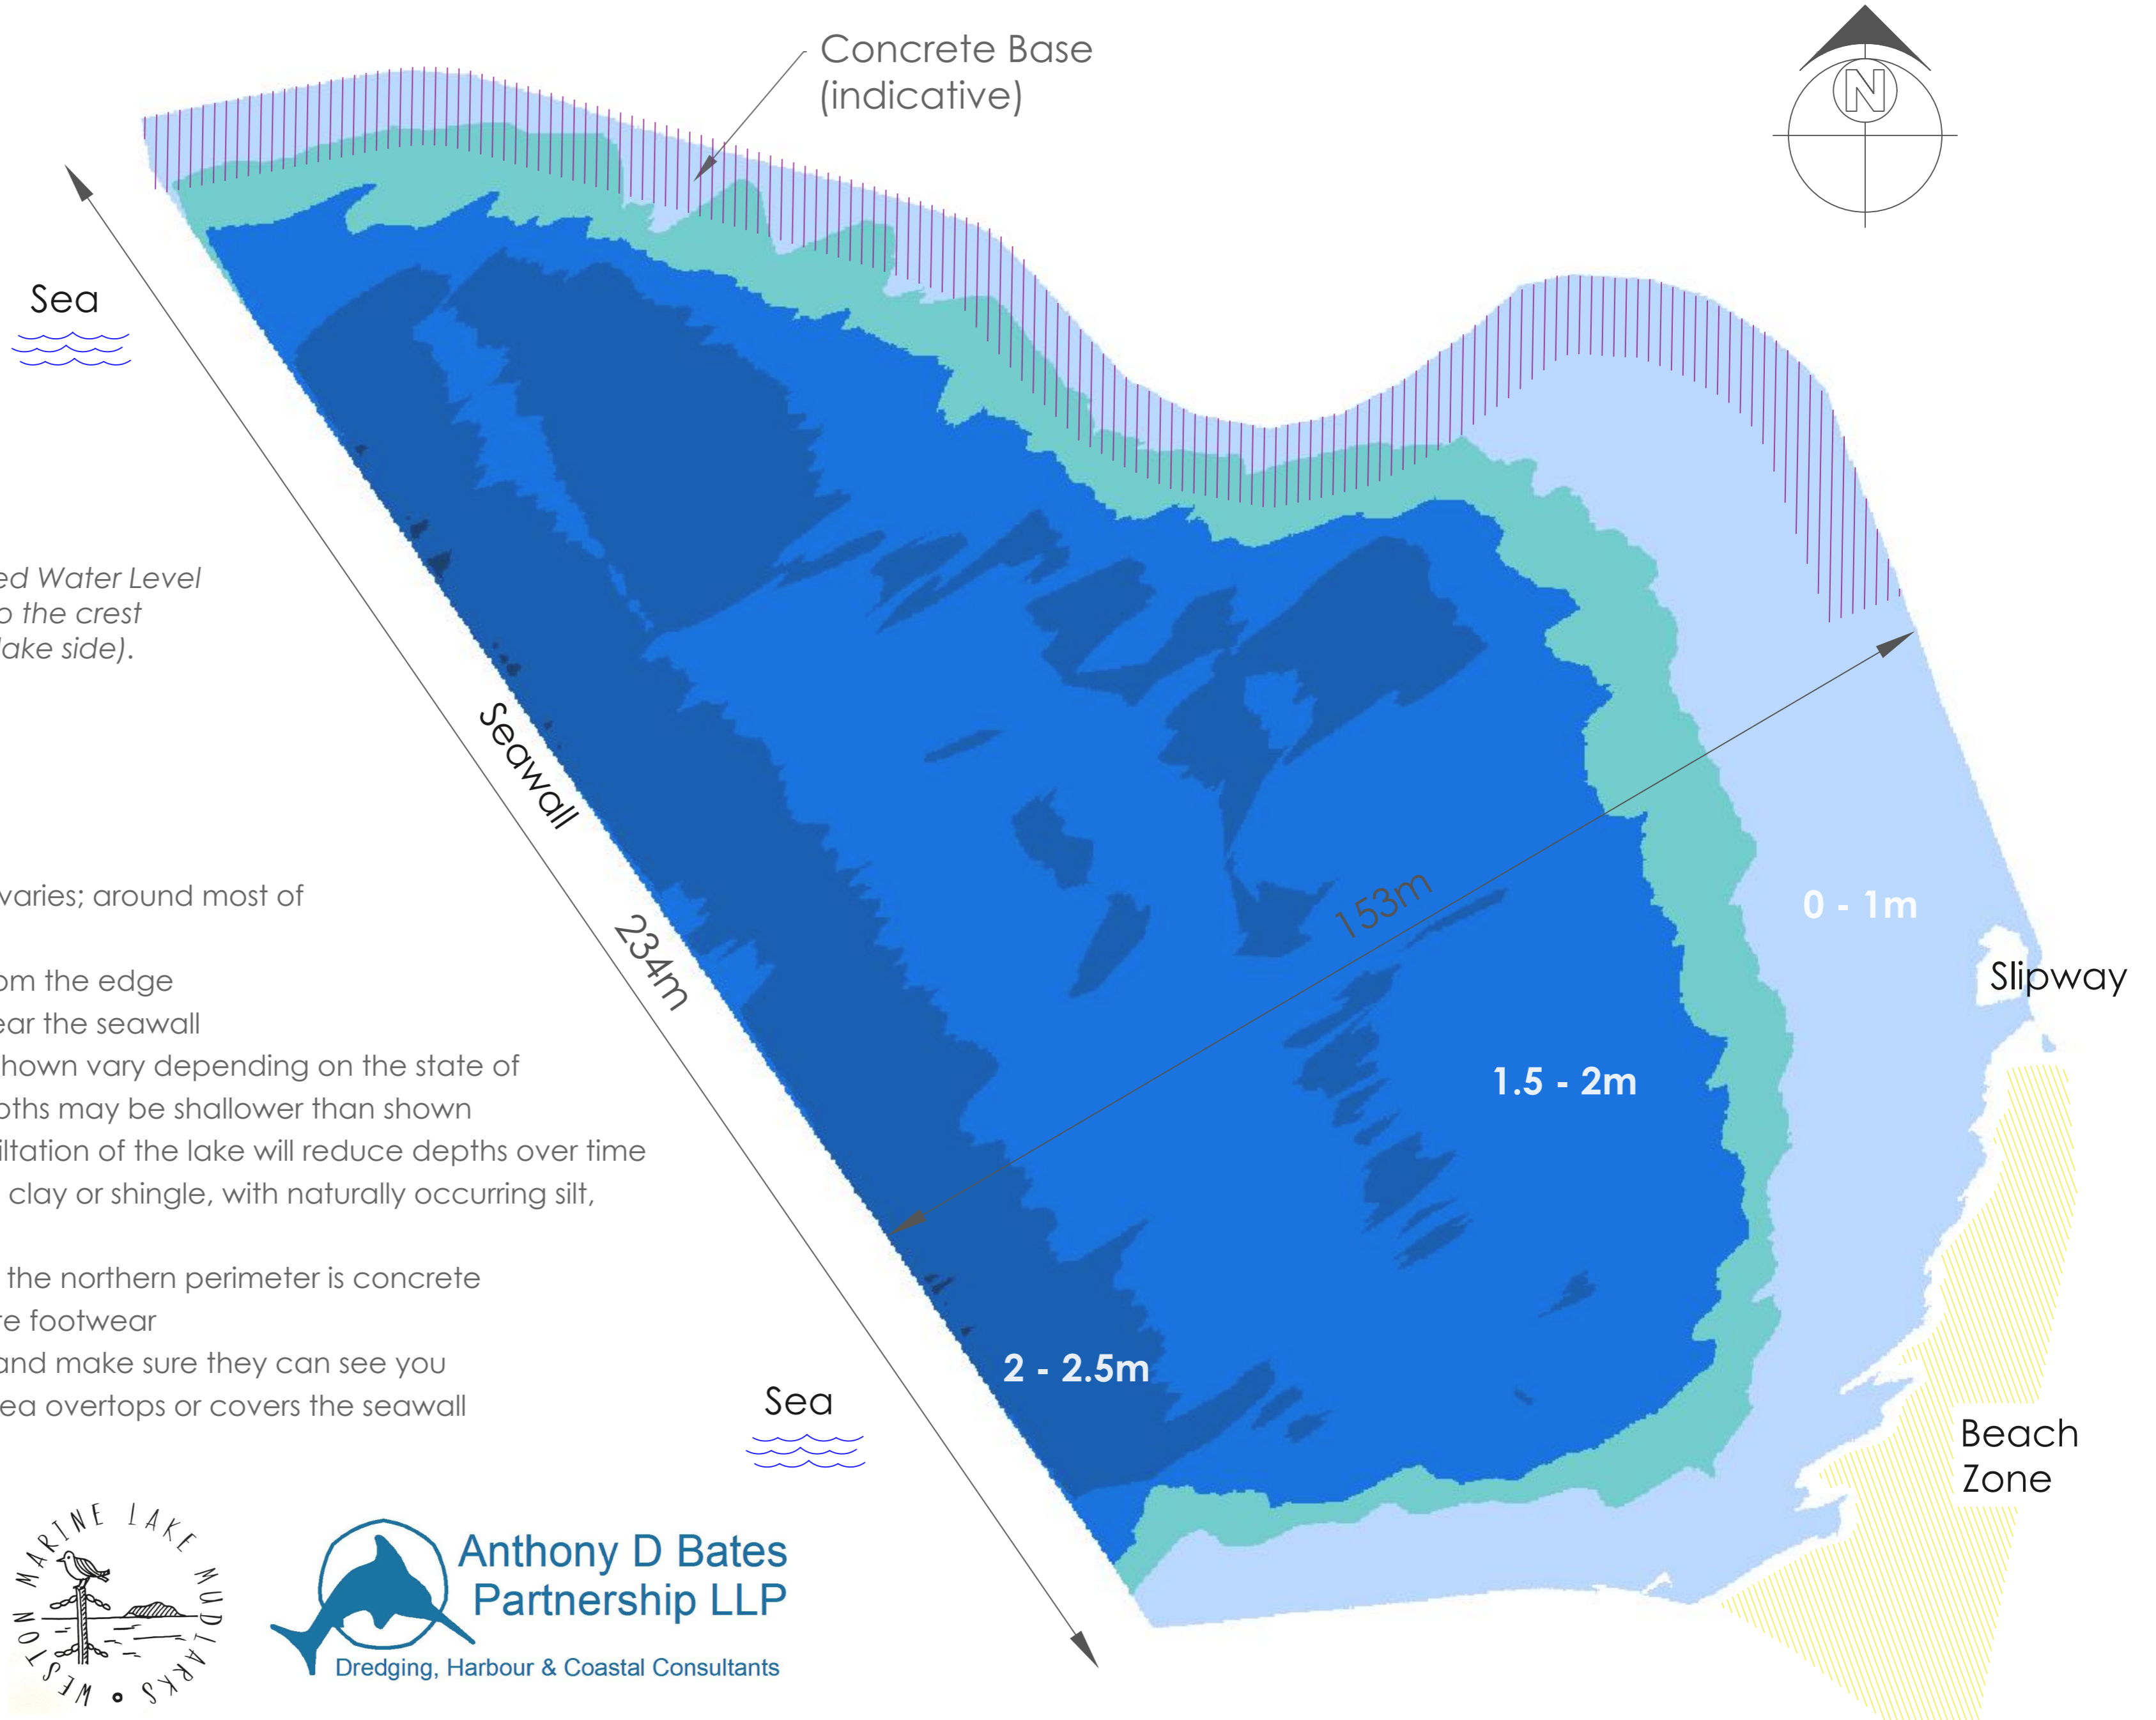 Concrete Base
(indicative)
N
Sea
ed Water Level
o the crest
lake side).
Seawall
varies; around most of
234m
153m
0 - 1m
om the edge
Slipway
ear the seawall
hown vary depending on the state of
1.5 - 2m
pths may be shallower than shown
iltation of the lake will reduce depths over time
clay or shingle, with naturally occurring silt,
the northern perimeter is concrete
re footwear
and make sure they can see you
2 - 2.5m
Sea
ea overtops or covers the seawall
Beach
Zone
WESTON MARINE LAKE MUDLARKS
Anthony D Bates
Partnership LLP
Dredging, Harbour & Coastal Consultants